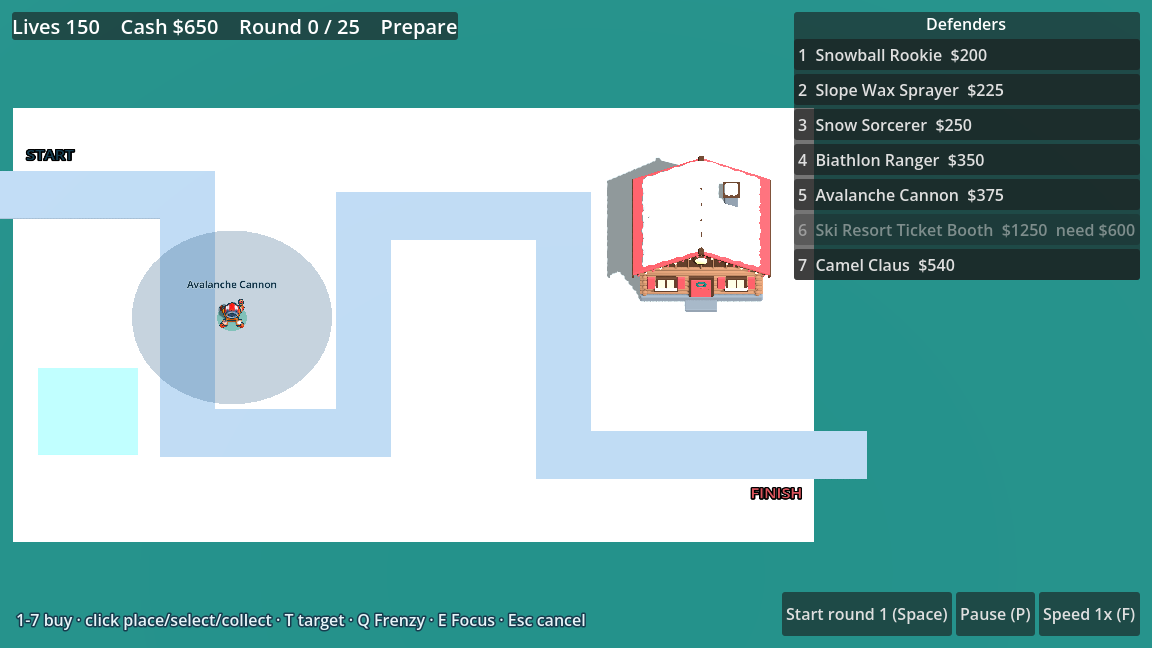 Lives 150 Cash $650 Round 0 / 25 Prepare
Defenders
1 Snowball Rookie $200
2 Slope Wax Sprayer $225
3 Snow Sorcerer $250
4 Biathlon Ranger $350
5 Avalanche Cannon $375
6 Ski Resort Ticket Booth $1250 need $600
7 Camel Claus $540
START
Avalanche Cannon
FINISH
1-7 buy · click place/select/collect · T target · Q Frenzy · E Focus · Esc cancel
Start round 1 (Space) Pause (P) Speed 1x (F)